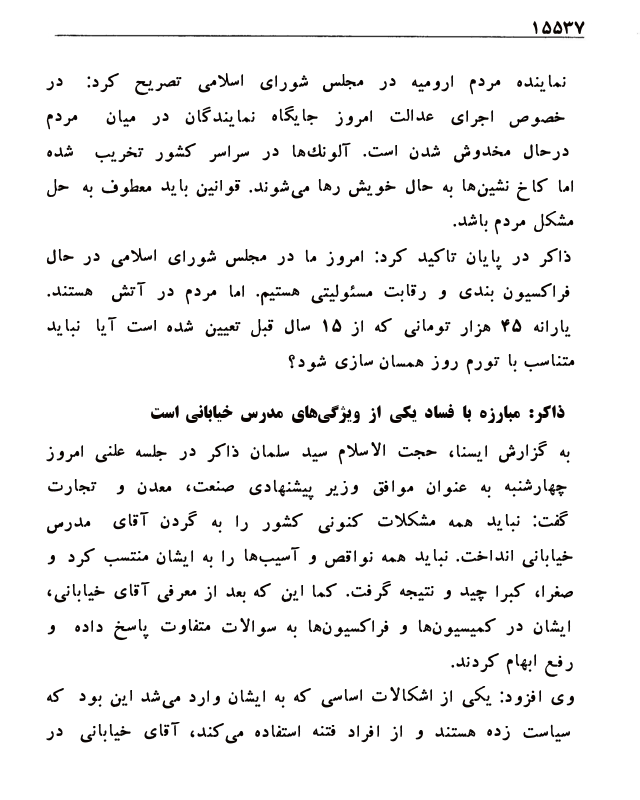 ۱۵۵۳۷
نماینده مردم ارومیه در مجلس شورای اسلامی تصریح کرد: در
خصوص اجرای عدالت امروز جایگاه نمایندگان در میان مردم
درحال مخدوش شدن است. آلونک‌ها در سراسر کشور تخریب شده
اما کاخ نشین‌ها به حال خویش رها می‌شوند. قوانین باید معطوف به حل
مشکل مردم باشد.
ذاکر در پایان تاکید کرد: امروز ما در مجلس شورای اسلامی در حال
فراکسیون بندی و رقابت مسئولیتی هستیم. اما مردم در آتش هستند.
یارانه ۴۵ هزار تومانی که از ۱۵ سال قبل تعیین شده است آیا نباید
متناسب با تورم روز همسان سازی شود؟
ذاکر: مبارزه با فساد یکی از ویژگی‌های مدرس خیابانی است
به گزارش ایسنا، حجت الاسلام سید سلمان ذاکر در جلسه علنی امروز
چهارشنبه به عنوان موافق وزیر پیشنهادی صنعت، معدن و تجارت
گفت: نباید همه مشکلات کنونی کشور را به گردن آقای مدرس
خیابانی انداخت. نباید همه نواقص و آسیب‌ها را به ایشان منتسب کرد و
صغرا، کبرا چید و نتیجه گرفت. کما این که بعد از معرفی آقای خیابانی،
ایشان در کمیسیون‌ها و فراکسیون‌ها به سوالات متفاوت پاسخ داده و
رفع ابهام کردند.
وی افزود: یکی از اشکالات اساسی که به ایشان وارد می‌شد این بود که
سیاست زده هستند و از افراد فتنه استفاده می‌کند، آقای خیابانی در